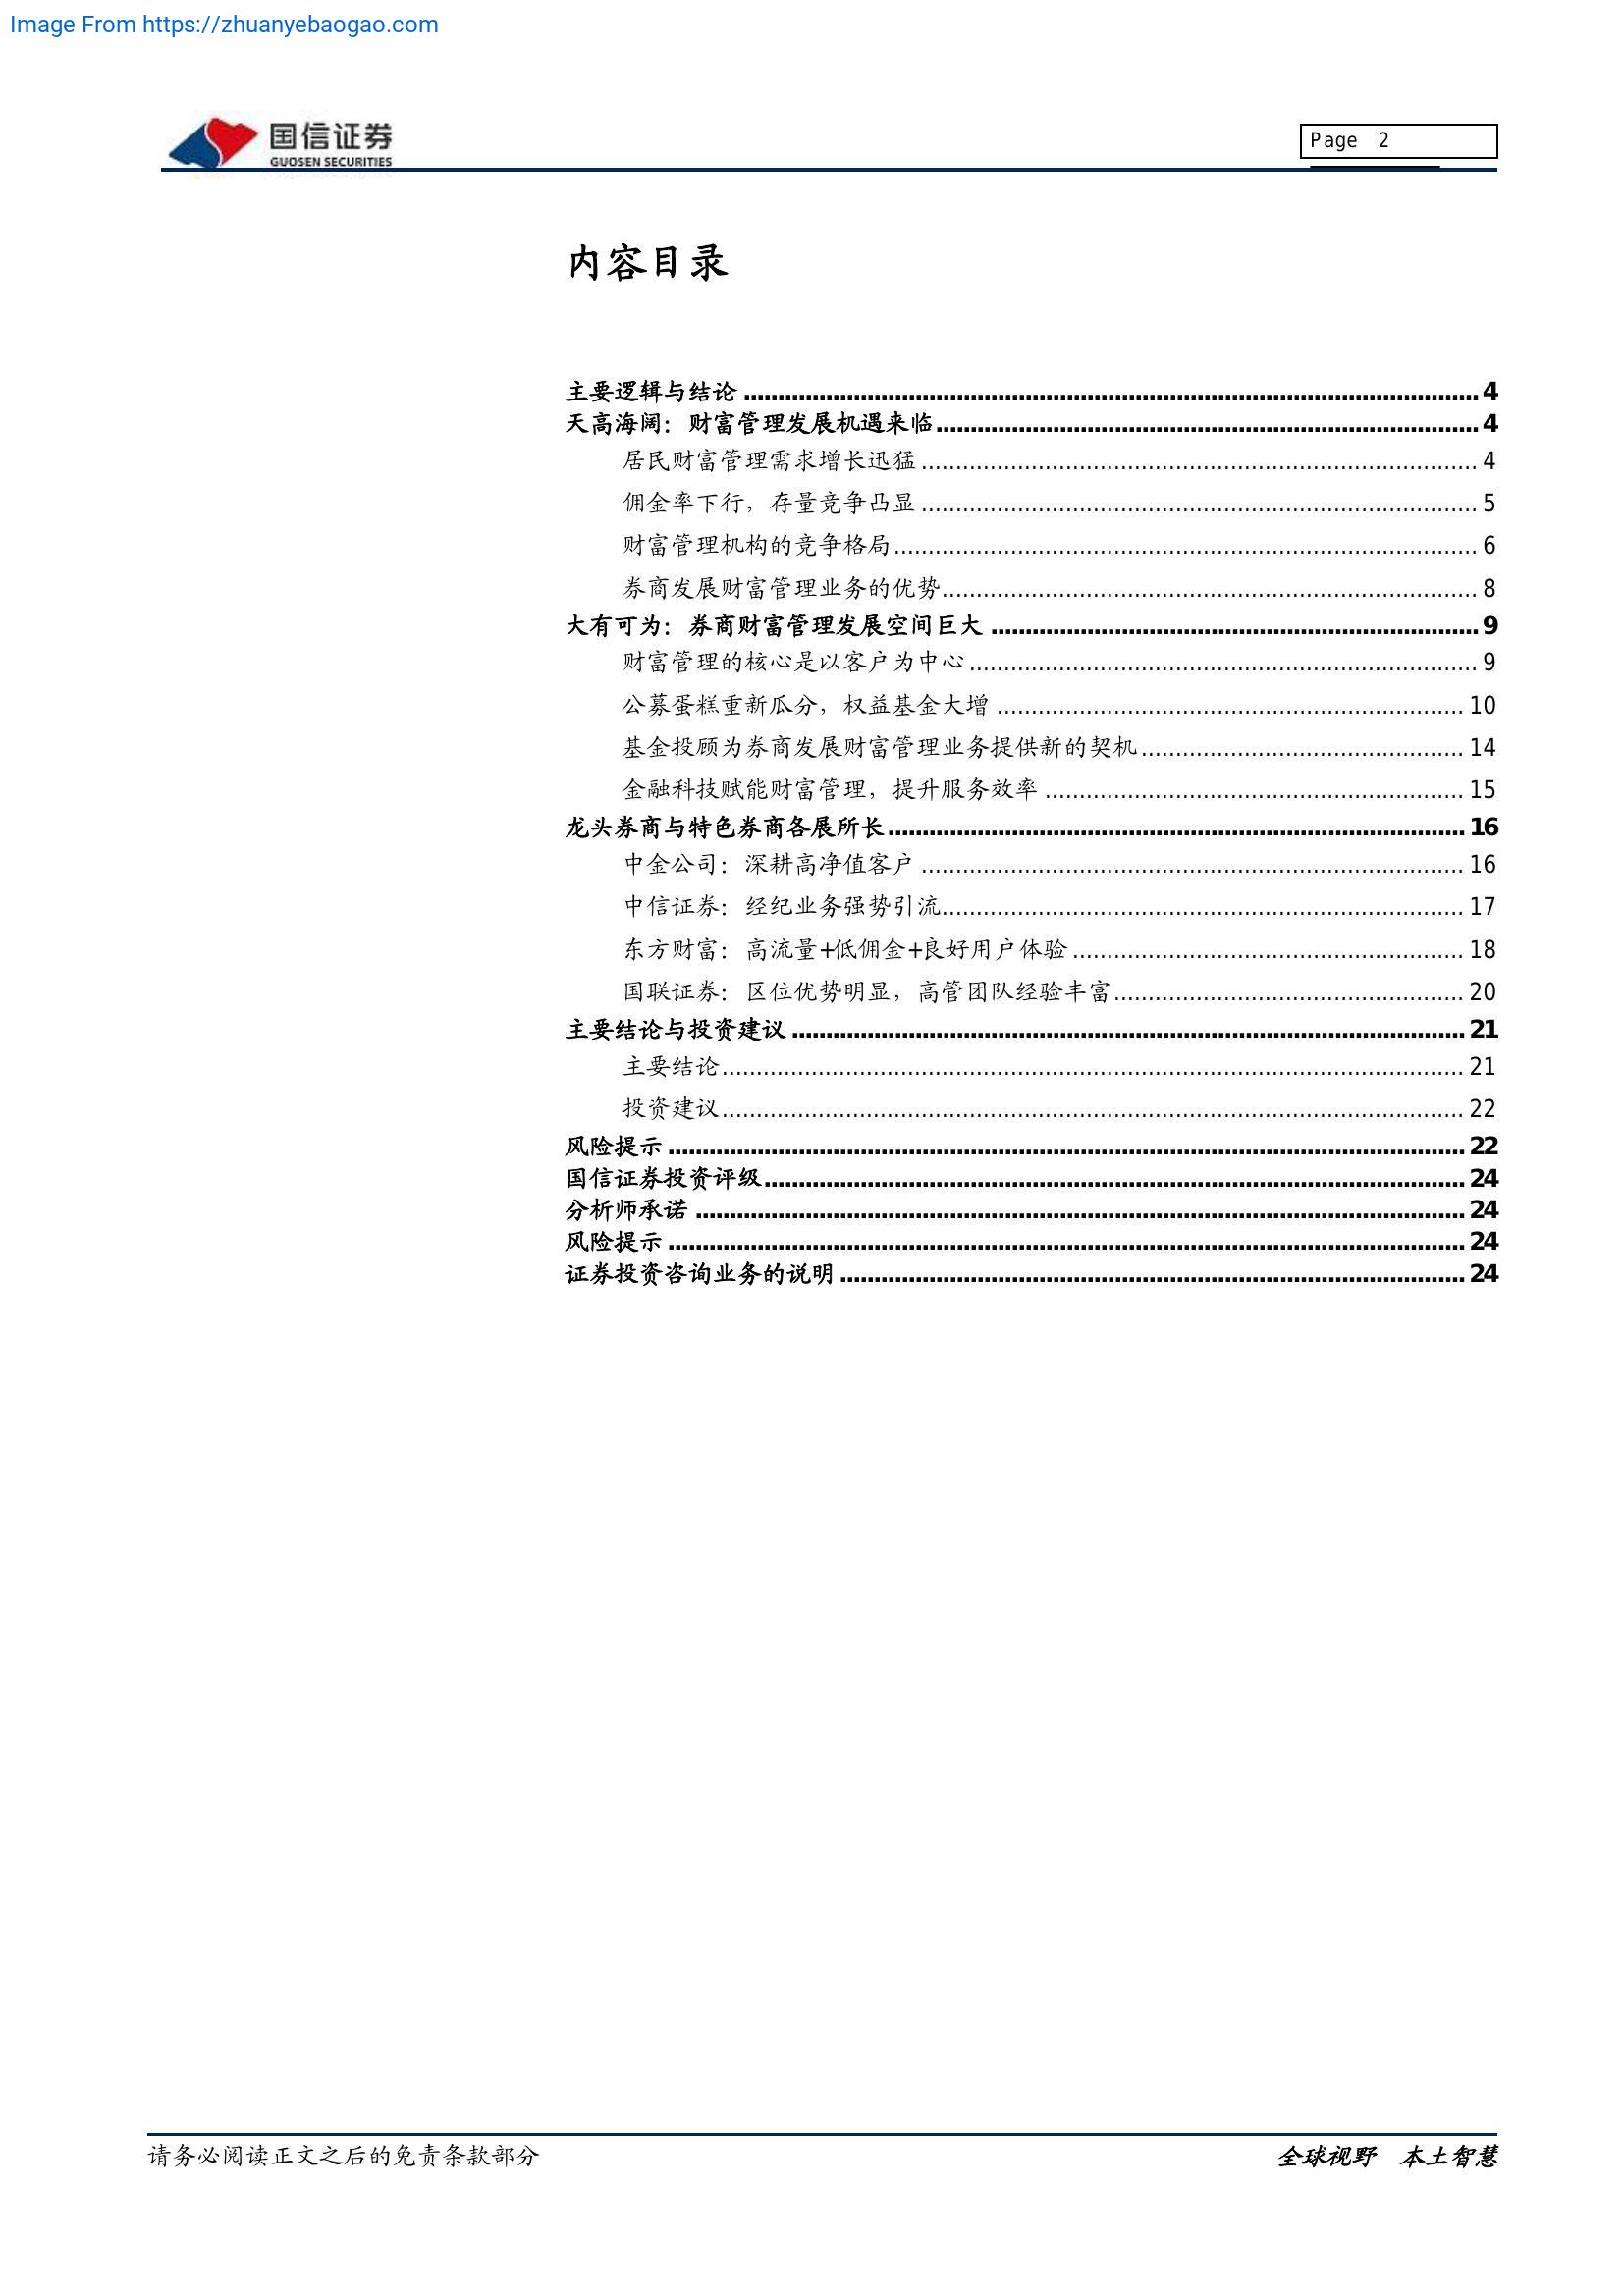 Image From https://zhuanyebaogao.com
国信证券
GUOSEN SECURITIES
Page 2
内容目录
主要逻辑与结论 ........ 4
天高海阔：财富管理发展机遇来临 ........ 4
居民财富管理需求增长迅猛 ........ 4
佣金率下行，存量竞争凸显 ........ 5
财富管理机构的竞争格局 ........ 6
券商发展财富管理业务的优势 ........ 8
大有可为：券商财富管理发展空间巨大 ........ 9
财富管理的核心是以客户为中心 ........ 9
公募蛋糕重新瓜分，权益基金大增 ........ 10
基金投顾为券商发展财富管理业务提供新的契机 ........ 14
金融科技赋能财富管理，提升服务效率 ........ 15
龙头券商与特色券商各展所长 ........ 16
中金公司：深耕高净值客户 ........ 16
中信证券：经纪业务强势引流 ........ 17
东方财富：高流量+低佣金+良好用户体验 ........ 18
国联证券：区位优势明显，高管团队经验丰富 ........ 20
主要结论与投资建议 ........ 21
主要结论 ........ 21
投资建议 ........ 22
风险提示 ........ 22
国信证券投资评级 ........ 24
分析师承诺 ........ 24
风险提示 ........ 24
证券投资咨询业务的说明 ........ 24
请务必阅读正文之后的免责条款部分
全球视野 本土智慧